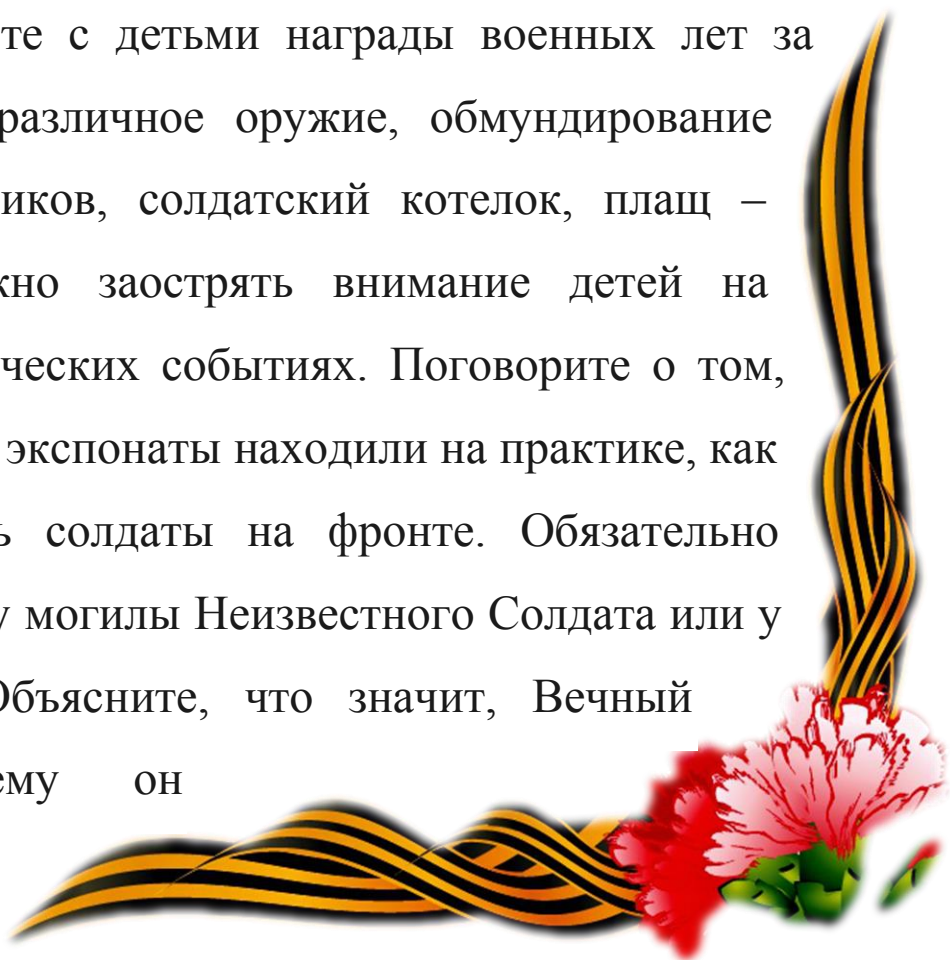 те с детьми награды военных лет за
различное оружие, обмундирование
иков, солдатский котелок, плащ –
но заострять внимание детей на
ческих событиях. Поговорите о том,
экспонаты находили на практике, как
солдаты на фронте. Обязательно
у могилы Неизвестного Солдата или у
Объясните, что значит, Вечный
ему он